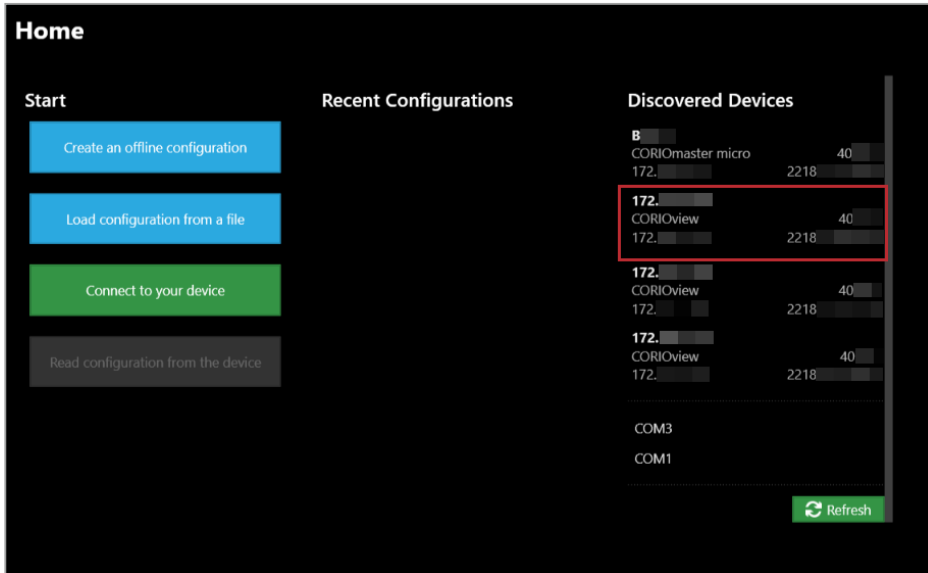 Home
Start
Create an offline configuration
Load configuration from a file
Connect to your device
Read configuration from the device
Recent Configurations
Discovered Devices
B
CORIOmaster micro 40
172. 2218
172.
CORIOview 40
172. 2218
172.
CORIOview 40
172. 2218
172.
CORIOview 40
172. 2218
COM3
COM1
Refresh